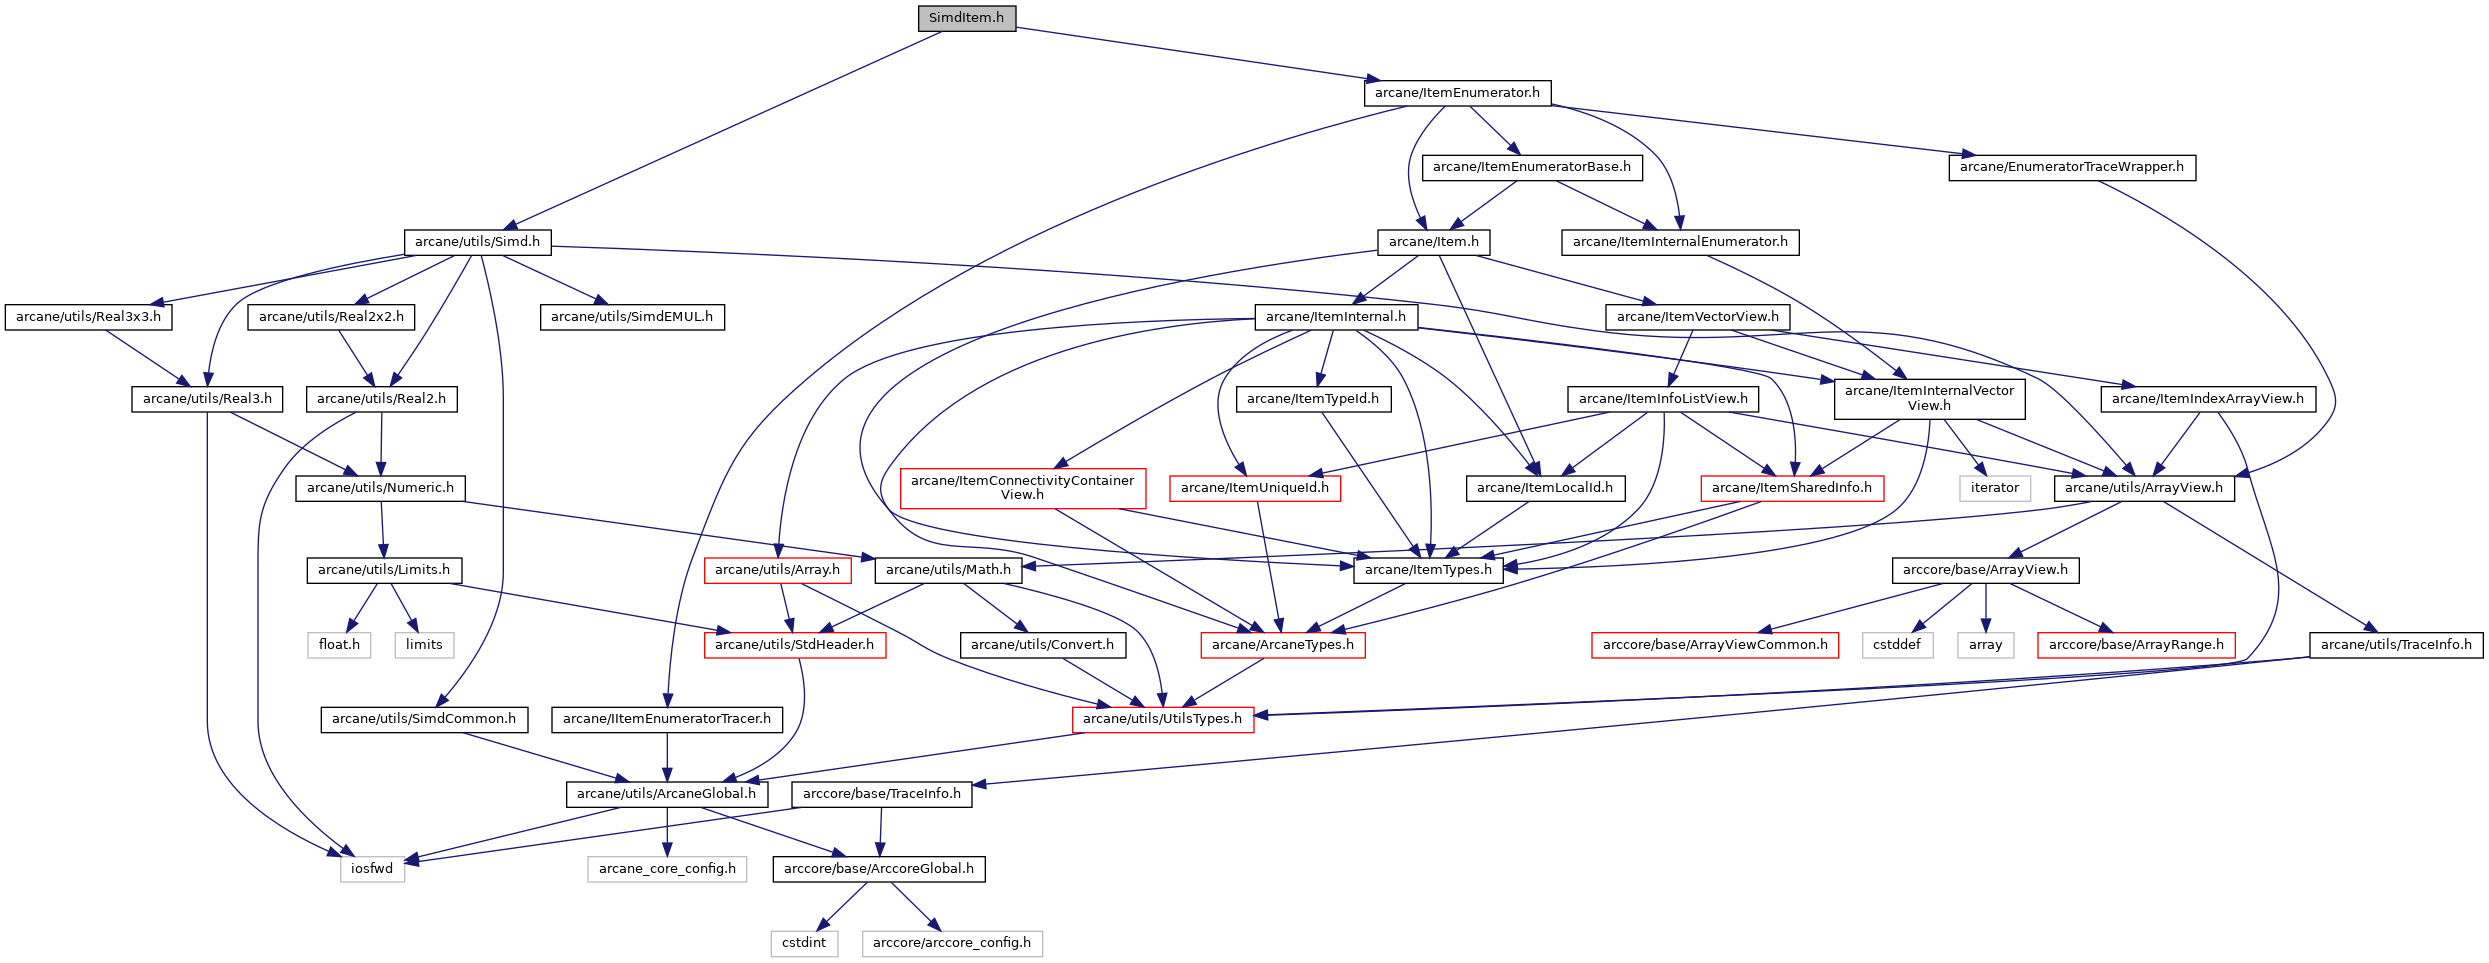 SimdItem.h
arcane/ItemEnumerator.h
arcane/ItemEnumeratorBase.h
arcane/EnumeratorTraceWrapper.h
arcane/utils/Simd.h
arcane/Item.h
arcane/ItemInternalEnumerator.h
arcane/utils/Real3x3.h
arcane/utils/Real2x2.h
arcane/utils/SimdEMUL.h
arcane/ItemInternal.h
arcane/ItemVectorView.h
arcane/utils/Real3.h
arcane/utils/Real2.h
arcane/ItemTypeId.h
arcane/ItemInfoListView.h
arcane/ItemInternalVector
View.h
arcane/ItemIndexArrayView.h
arcane/utils/Numeric.h
arcane/ItemConnectivityContainer
View.h
arcane/ItemUniqueId.h
arcane/ItemLocalId.h
arcane/ItemSharedInfo.h
iterator
arcane/utils/ArrayView.h
arcane/utils/Limits.h
arcane/utils/Array.h
arcane/utils/Math.h
arcane/ItemTypes.h
arccore/base/ArrayView.h
float.h
limits
arcane/utils/StdHeader.h
arcane/utils/Convert.h
arcane/ArcaneTypes.h
arccore/base/ArrayViewCommon.h
cstddef
array
arccore/base/ArrayRange.h
arcane/utils/TraceInfo.h
arcane/utils/SimdCommon.h
arcane/IItemEnumeratorTracer.h
arcane/utils/UtilsTypes.h
arcane/utils/ArcaneGlobal.h
arccore/base/TraceInfo.h
iosfwd
arcane_core_config.h
arccore/base/ArccoreGlobal.h
cstdint
arccore/arccore_config.h